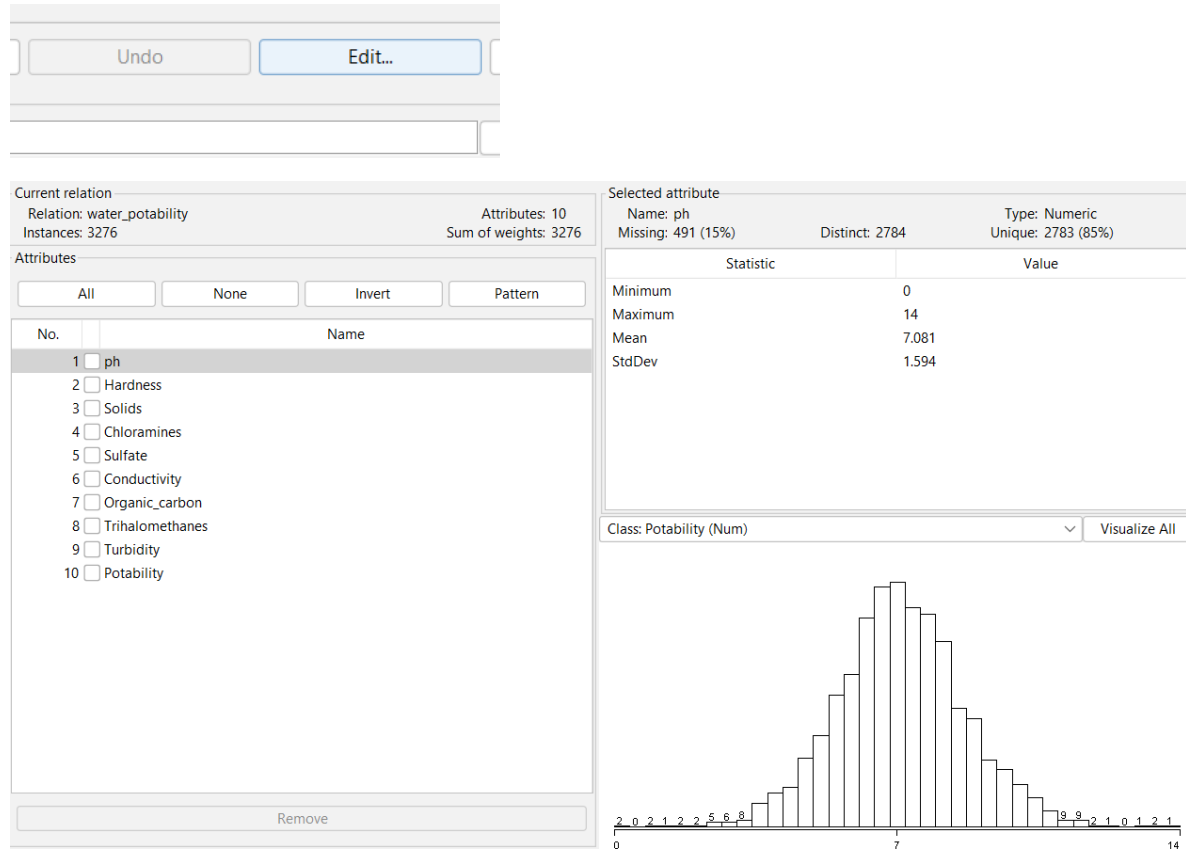 Undo Edit...
Current relation
Relation: water_potability Attributes: 10
Instances: 3276 Sum of weights: 3276
Attributes
All None Invert Pattern
No. Name
1 ph
2 Hardness
3 Solids
4 Chloramines
5 Sulfate
6 Conductivity
7 Organic_carbon
8 Trihalomethanes
9 Turbidity
10 Potability
Remove
Selected attribute
Name: ph Type: Numeric
Missing: 491 (15%) Distinct: 2784 Unique: 2783 (85%)
Statistic Value
Minimum 0
Maximum 14
Mean 7.081
StdDev 1.594
Class: Potability (Num) Visualize All
2 0 2 1 2 2 5 6 8 9 9 2 1 0 1 2 1
0 7 14